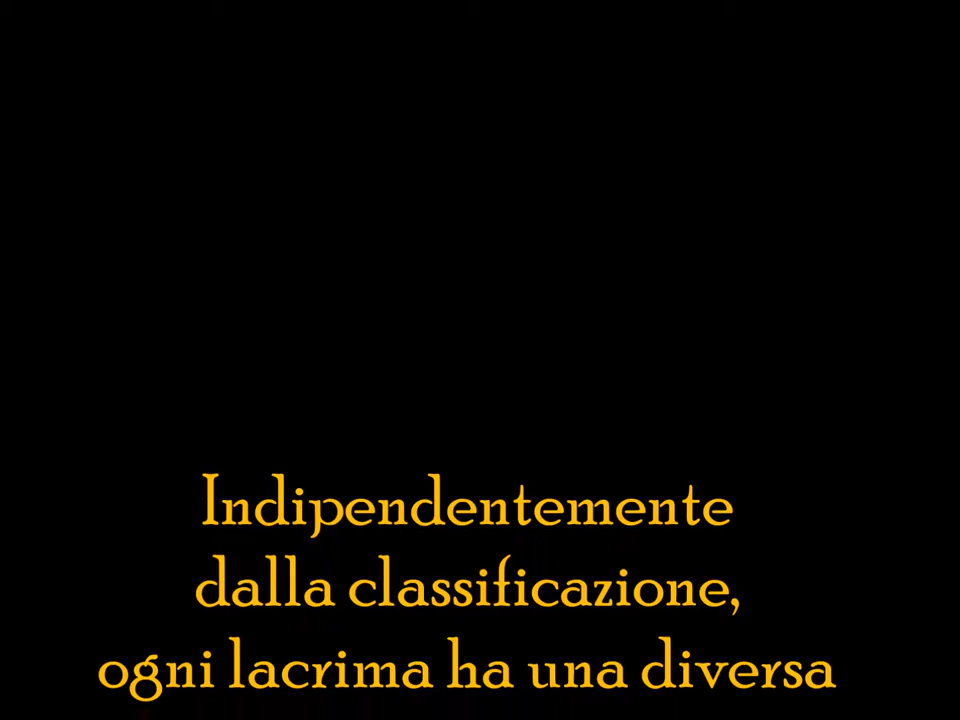 Indipendentemente
dalla classificazione,
ogni lacrima ha una diversa